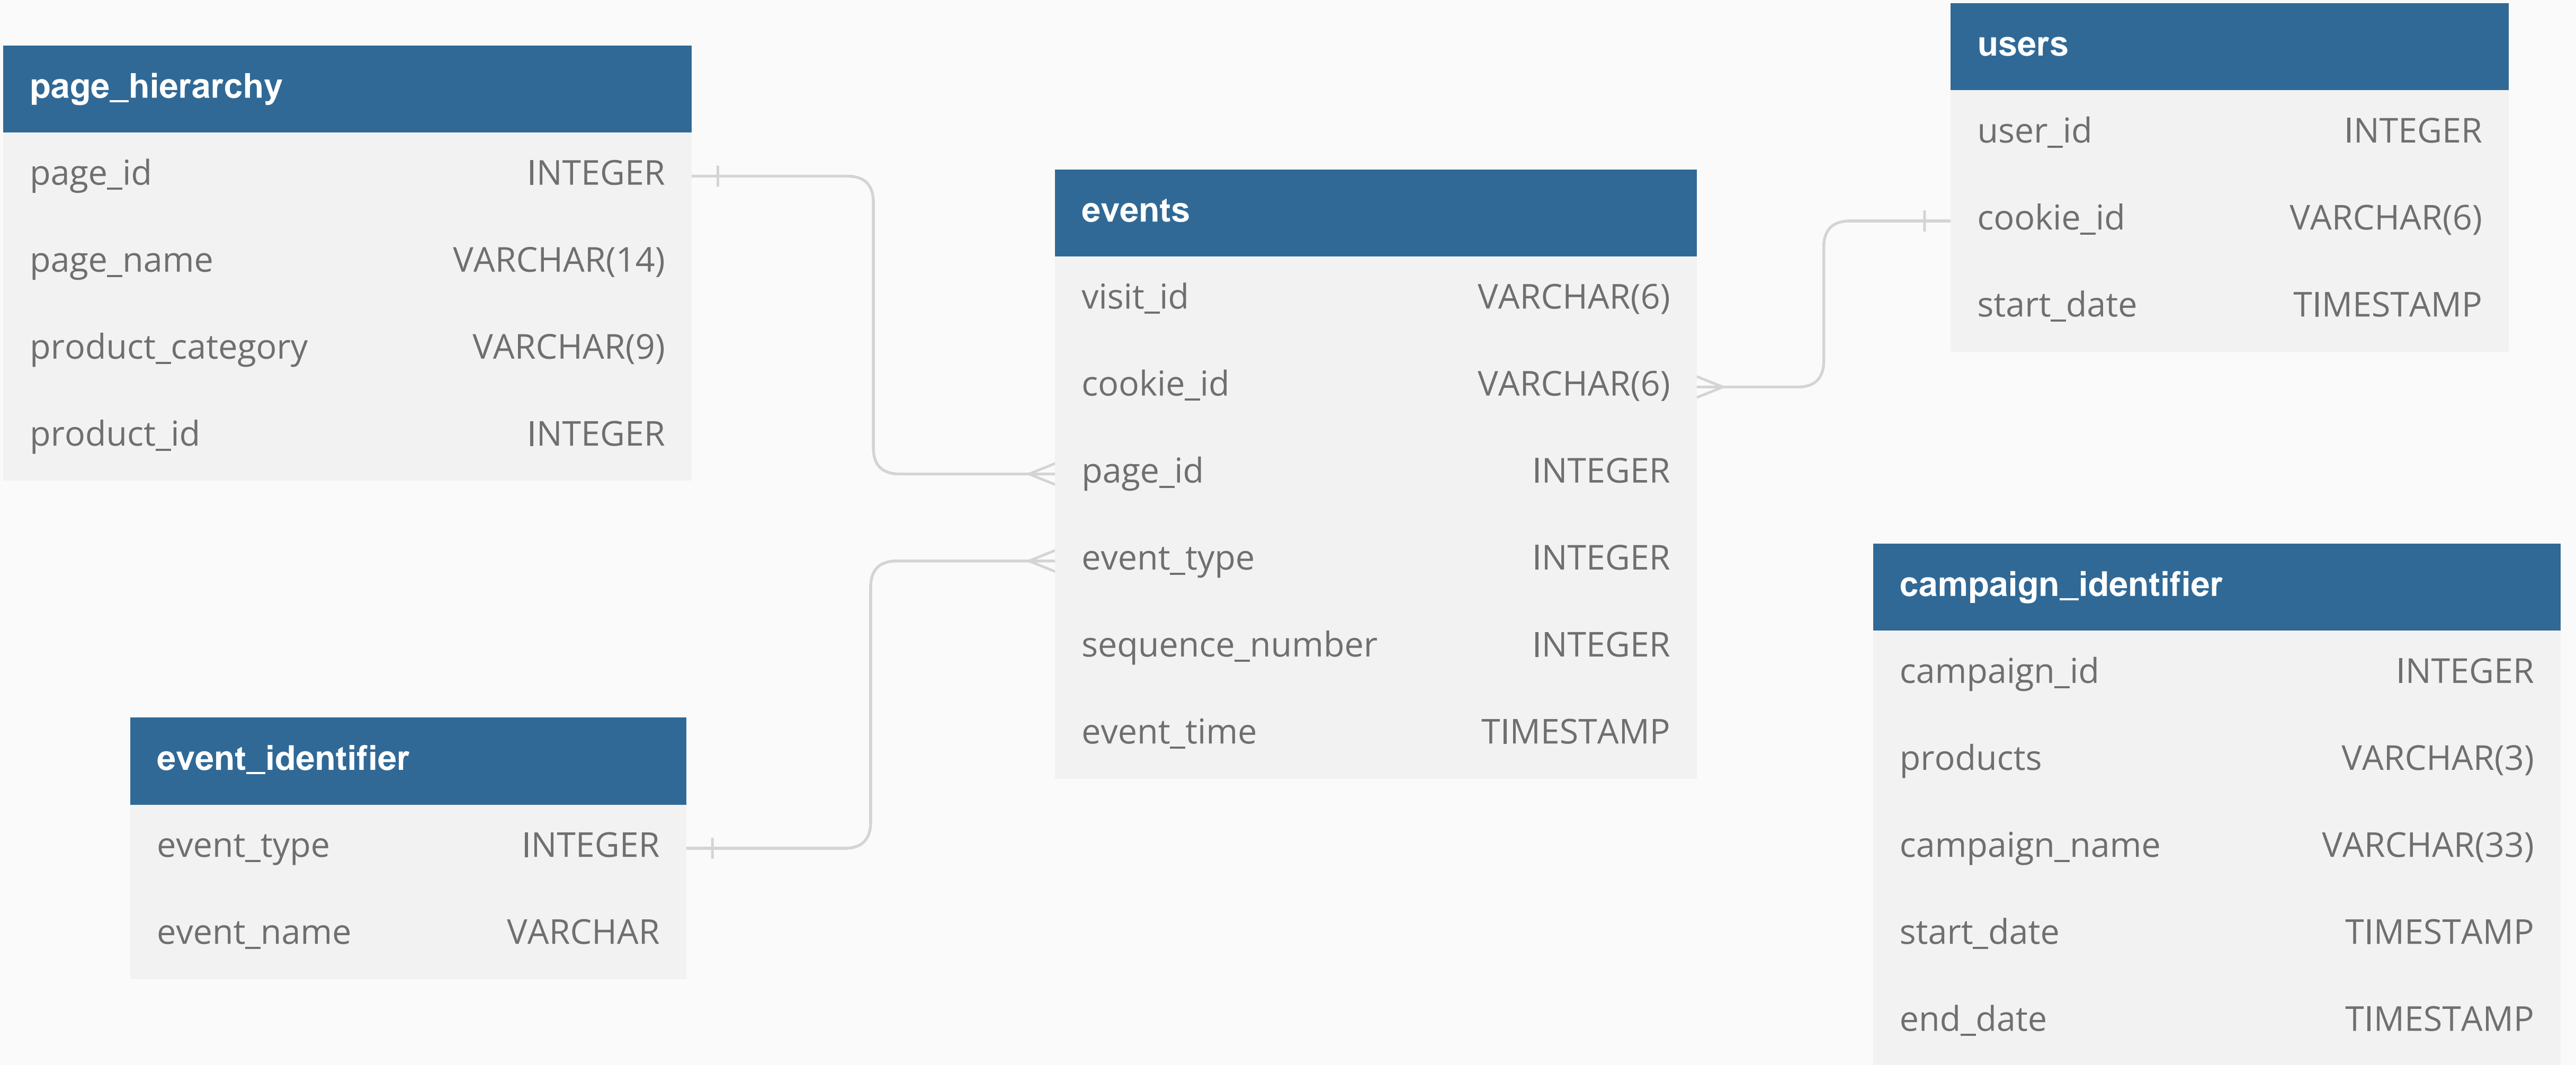 page_hierarchy
page_id INTEGER
page_name VARCHAR(14)
product_category VARCHAR(9)
product_id INTEGER
event_identifier
event_type INTEGER
event_name VARCHAR
events
visit_id VARCHAR(6)
cookie_id VARCHAR(6)
page_id INTEGER
event_type INTEGER
sequence_number INTEGER
event_time TIMESTAMP
users
user_id INTEGER
cookie_id VARCHAR(6)
start_date TIMESTAMP
campaign_identifier
campaign_id INTEGER
products VARCHAR(3)
campaign_name VARCHAR(33)
start_date TIMESTAMP
end_date TIMESTAMP